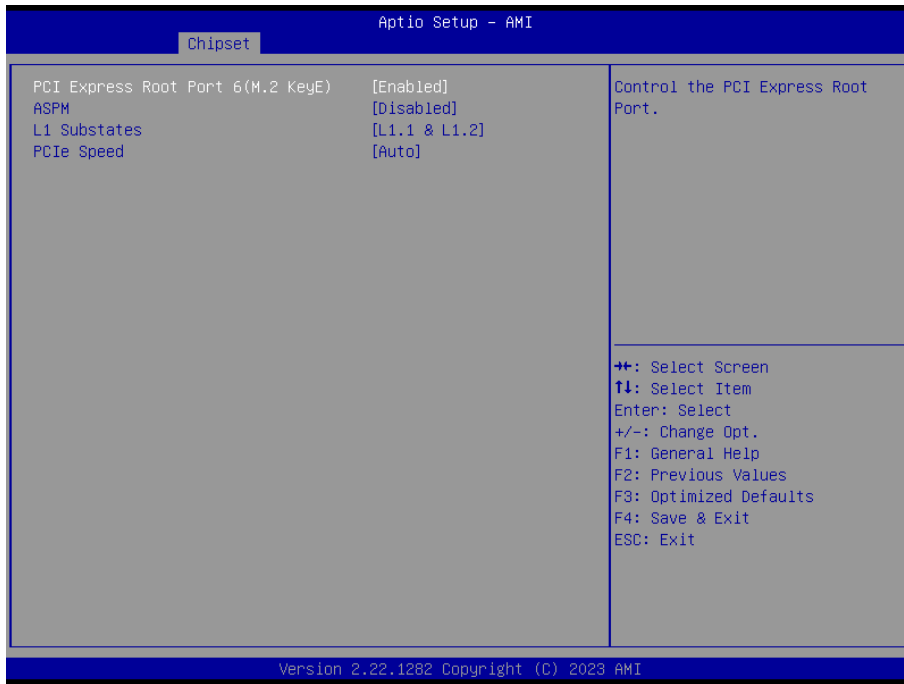 Aptio Setup – AMI
Chipset
PCI Express Root Port 6(M.2 KeyE) [Enabled]
ASPM [Disabled]
L1 Substates [L1.1 & L1.2]
PCIe Speed [Auto]
Control the PCI Express Root
Port.
→←: Select Screen
↑↓: Select Item
Enter: Select
+/-: Change Opt.
F1: General Help
F2: Previous Values
F3: Optimized Defaults
F4: Save & Exit
ESC: Exit
Version 2.22.1282 Copyright (C) 2023 AMI